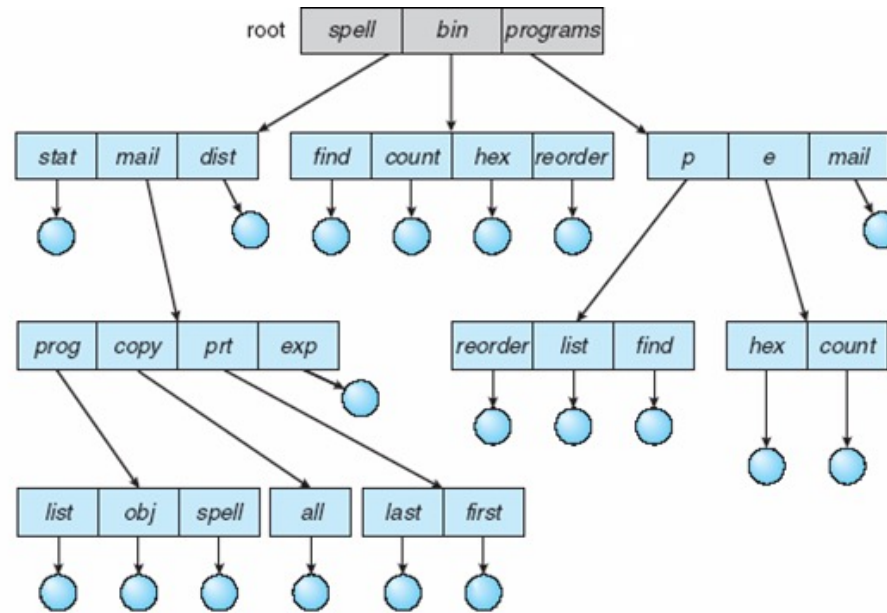 root spell bin programs
stat mail dist find count hex reorder p e mail
prog copy prt exp reorder list find hex count
list obj spell all last first